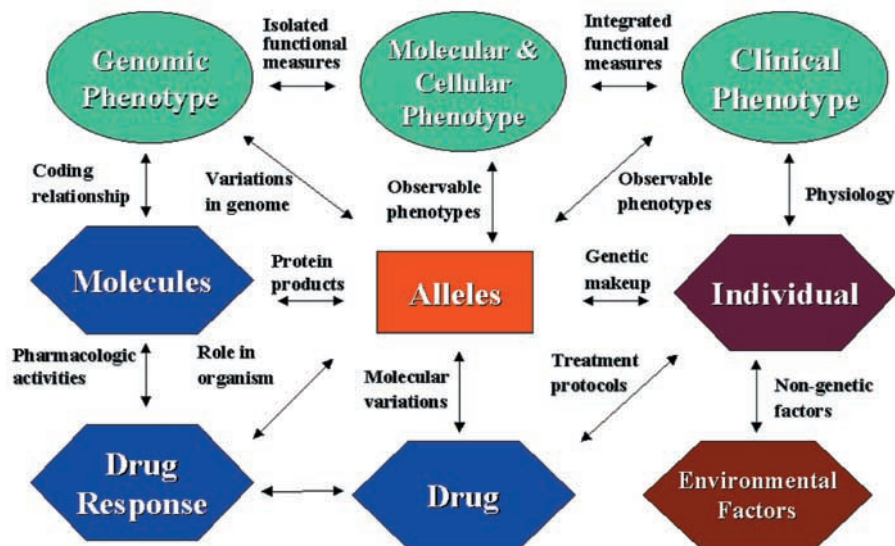 Genomic
Phenotype
Isolated
functional
measures
Molecular &
Cellular
Phenotype
Integrated
functional
measures
Clinical
Phenotype
Coding
relationship
Variations
in genome
Observable
phenotypes
Observable
phenotypes
Physiology
Molecules
Protein
products
Alleles
Genetic
makeup
Individual
Pharmacologic
activities
Role in
organism
Molecular
variations
Treatment
protocols
Non-genetic
factors
Drug
Response
Drug
Environmental
Factors